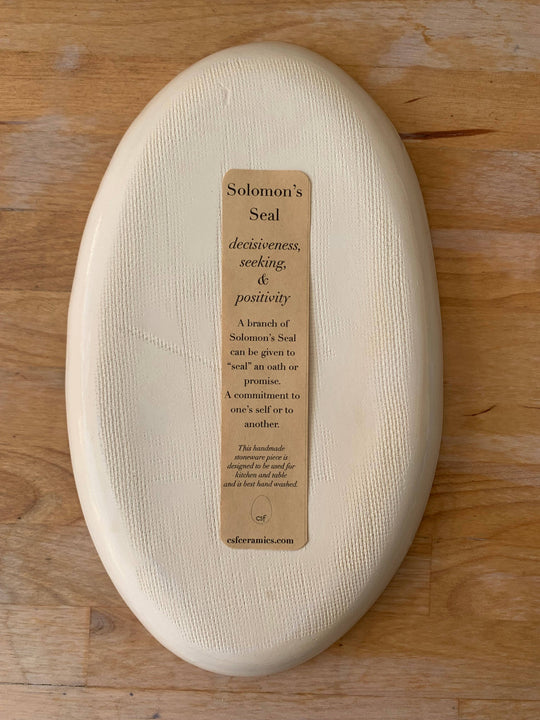 Solomon's
Seal
decisiveness,
seeking,
&
positivity
A branch of
Solomon's Seal
can be given to
"seal" an oath or
promise.
A commitment to
one's self or to
another.
This handmade
stoneware piece is
designed to be used for
kitchen and table
and is best hand washed.
csf
csfceramics.com